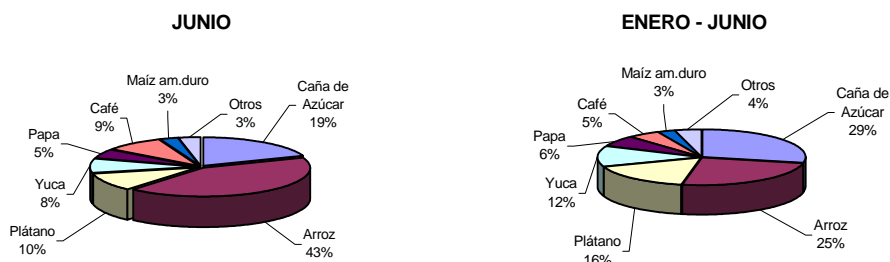 JUNIO
Maíz am.duro
3%
Otros
3%
Caña de
Azúcar
19%
Café
9%
Papa
5%
Yuca
8%
Plátano
10%
Arroz
43%
ENERO - JUNIO
Maíz am.duro
3%
Otros
4%
Caña de
Azúcar
29%
Café
5%
Papa
6%
Yuca
12%
Plátano
16%
Arroz
25%